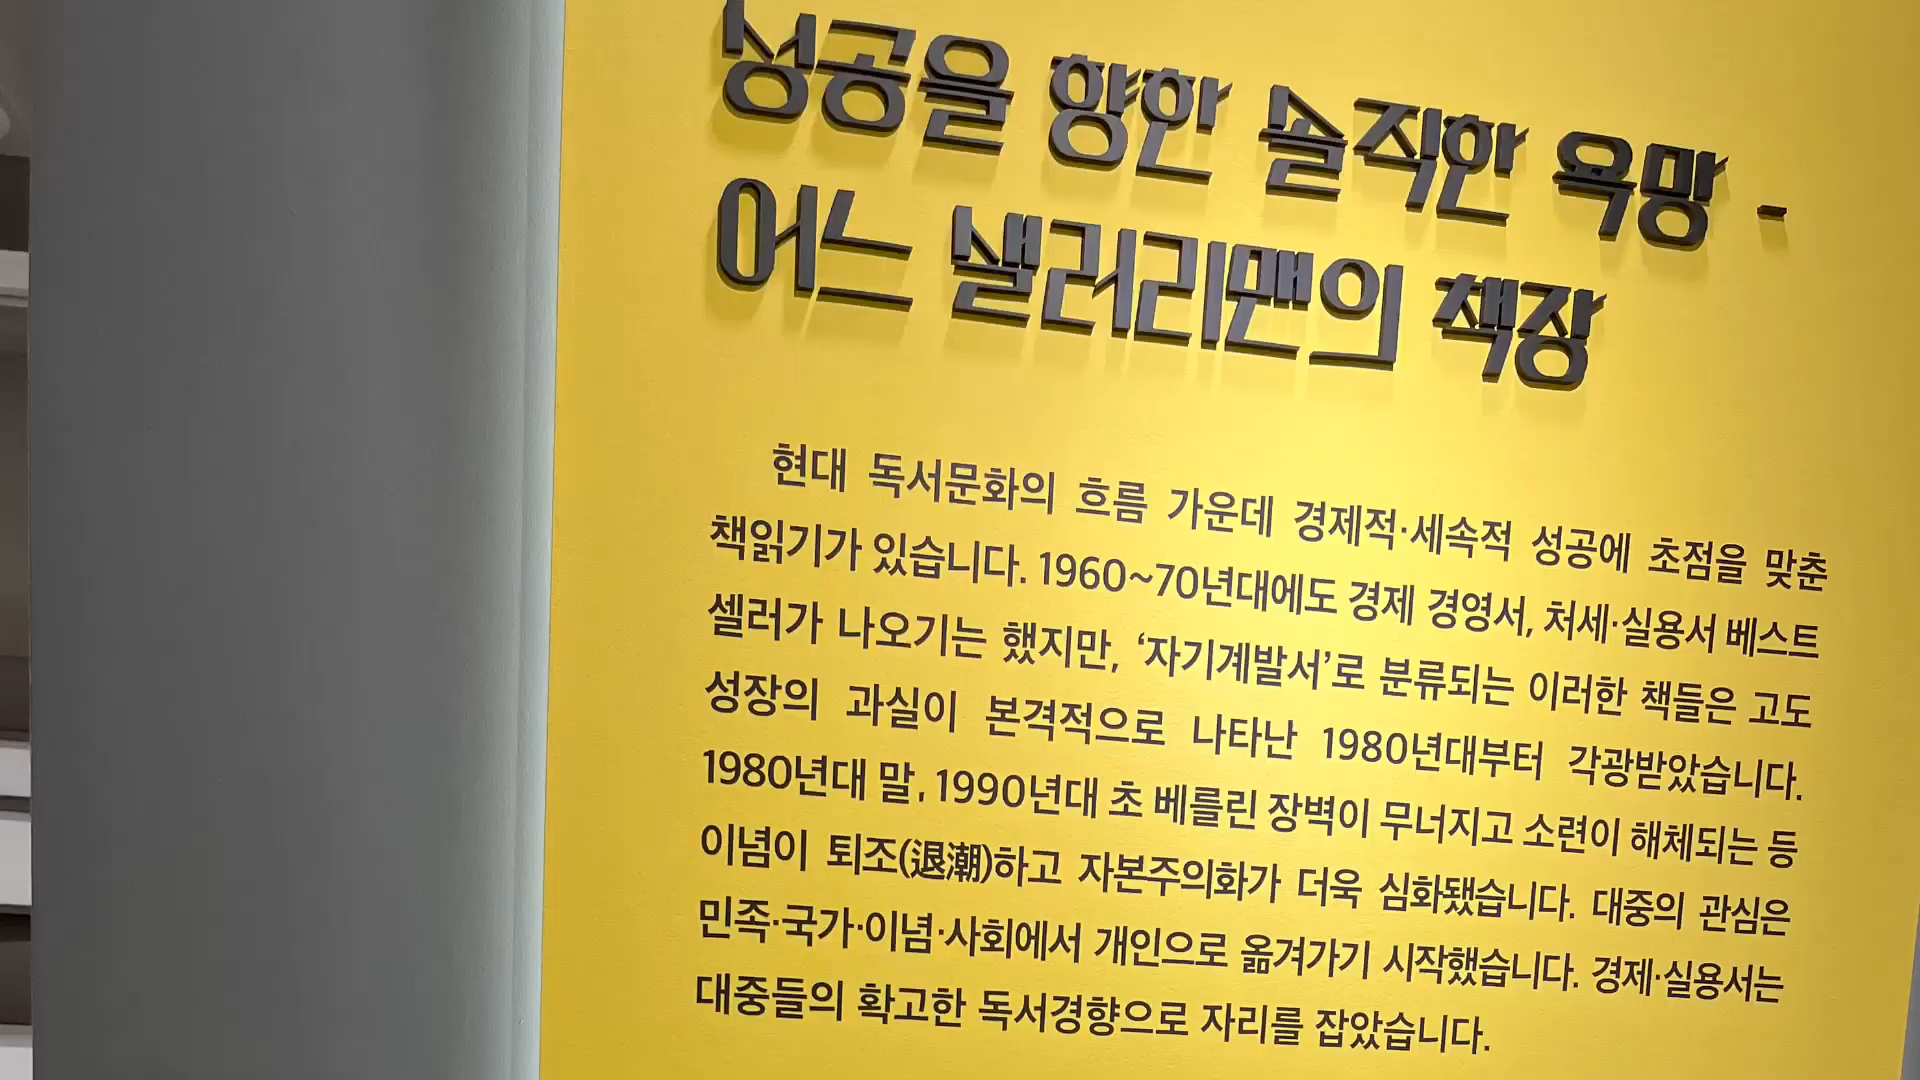 성공을 향한 솔직한 욕망 -
어느 샐러리맨의 책장
현대 독서문화의 흐름 가운데 경제적·세속적 성공에 초점을 맞춘
책읽기가 있습니다. 1960~70년대에도 경제 경영서, 처세·실용서 베스트
셀러가 나오기는 했지만, ‘자기계발서’로 분류되는 이러한 책들은 고도
성장의 과실이 본격적으로 나타난 1980년대부터 각광받았습니다.
1980년대 말, 1990년대 초 베를린 장벽이 무너지고 소련이 해체되는 등
이념이 퇴조(退潮)하고 자본주의화가 더욱 심화됐습니다. 대중의 관심은
민족·국가·이념·사회에서 개인으로 옮겨가기 시작했습니다. 경제·실용서는
대중들의 확고한 독서경향으로 자리를 잡았습니다.